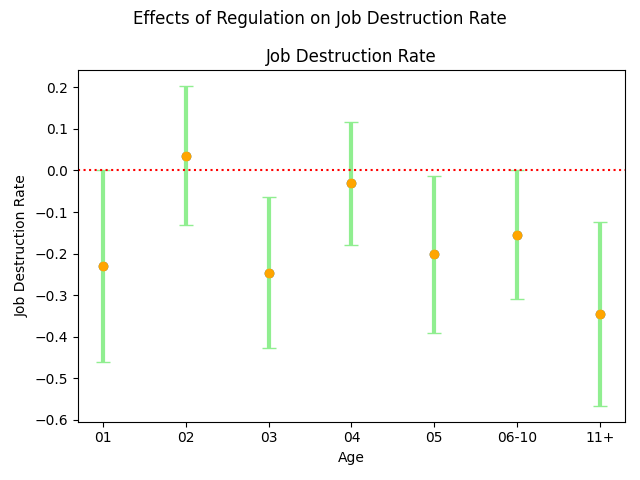 Effects of Regulation on Job Destruction Rate
Job Destruction Rate
Job Destruction Rate
0.2
0.1
0.0
−0.1
−0.2
−0.3
−0.4
−0.5
−0.6
01 02 03 04 05 06-10 11+
Age